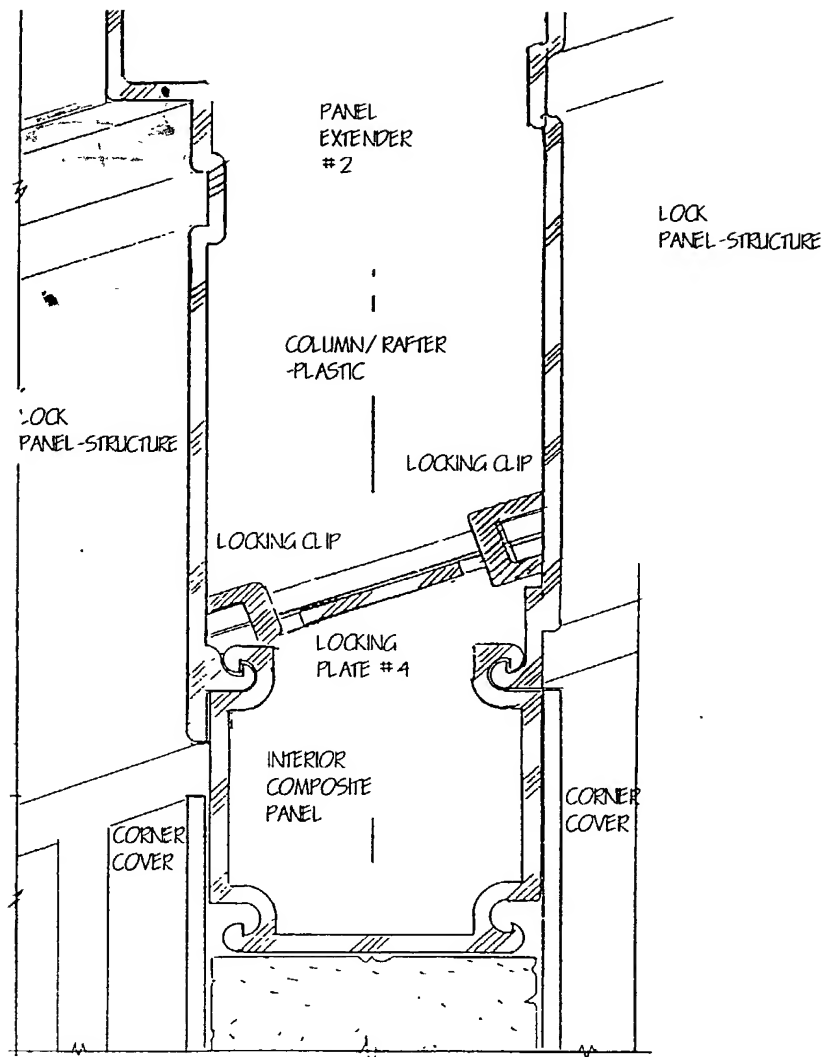 PANEL
EXTENDER
#2
LOCK
PANEL-STRUCTURE
COLUMN/RAFTER
-PLASTIC
LOCK
PANEL-STRUCTURE
LOCKING CLIP
LOCKING CLIP
LOCKING
PLATE #4
INTERIOR
COMPOSITE
PANEL
CORNER
COVER
CORNER
COVER